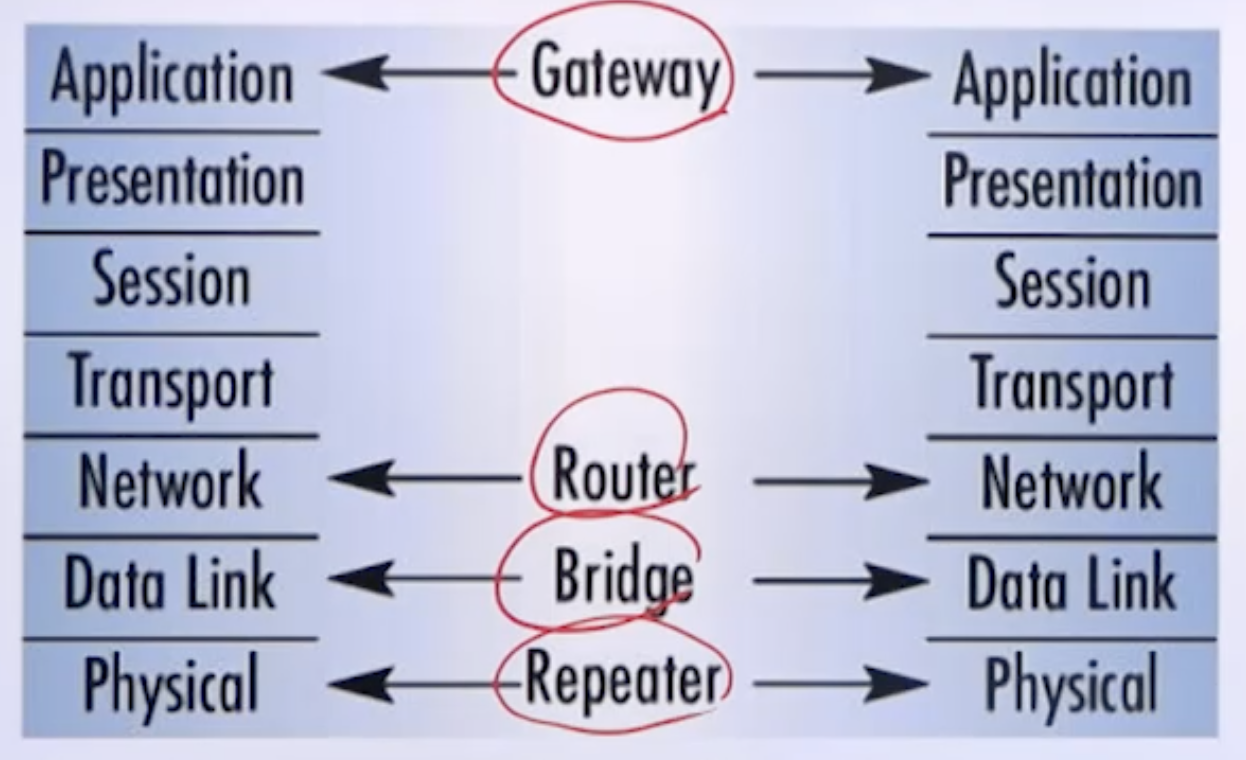 Application Gateway Application
Presentation Presentation
Session Session
Transport Transport
Network Router Network
Data Link Bridge Data Link
Physical Repeater Physical